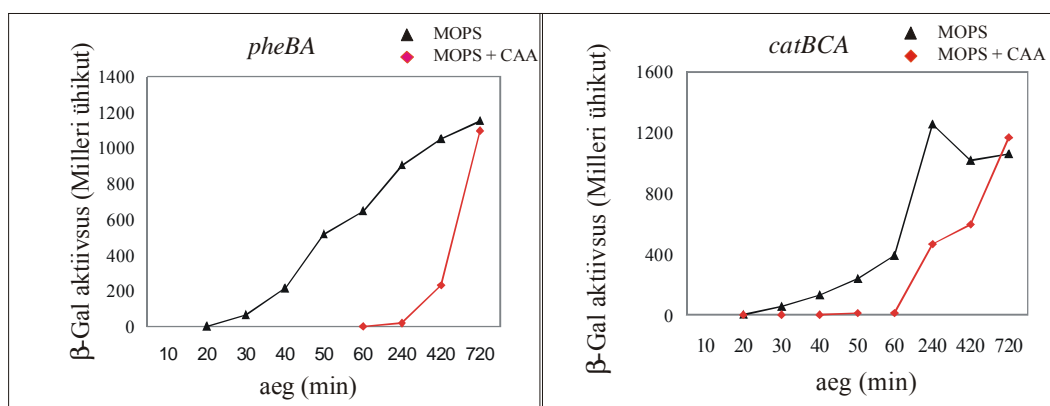 pheBA
MOPS
MOPS + CAA
β-Gal aktiivsus (Milleri ühikut)
1400
1200
1000
800
600
400
200
0
10 20 30 40 50 60 240 420 720
aeg (min)
catBCA
MOPS
MOPS + CAA
β-Gal aktiivsus (Milleri ühikut)
1600
1200
800
400
0
10 20 30 40 50 60 240 420 720
aeg (min)